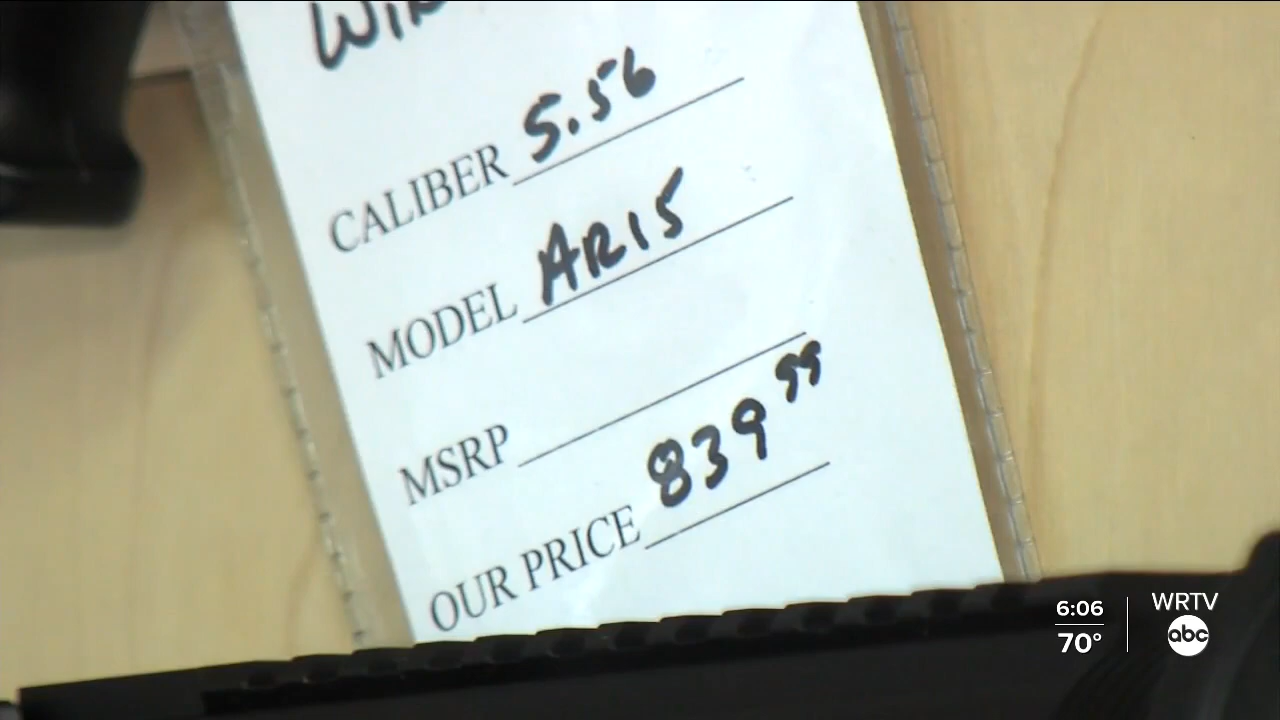 CALIBER 5.56
MODEL AR15
MSRP
OUR PRICE 839 99
6:06
70°
WRTV
abc